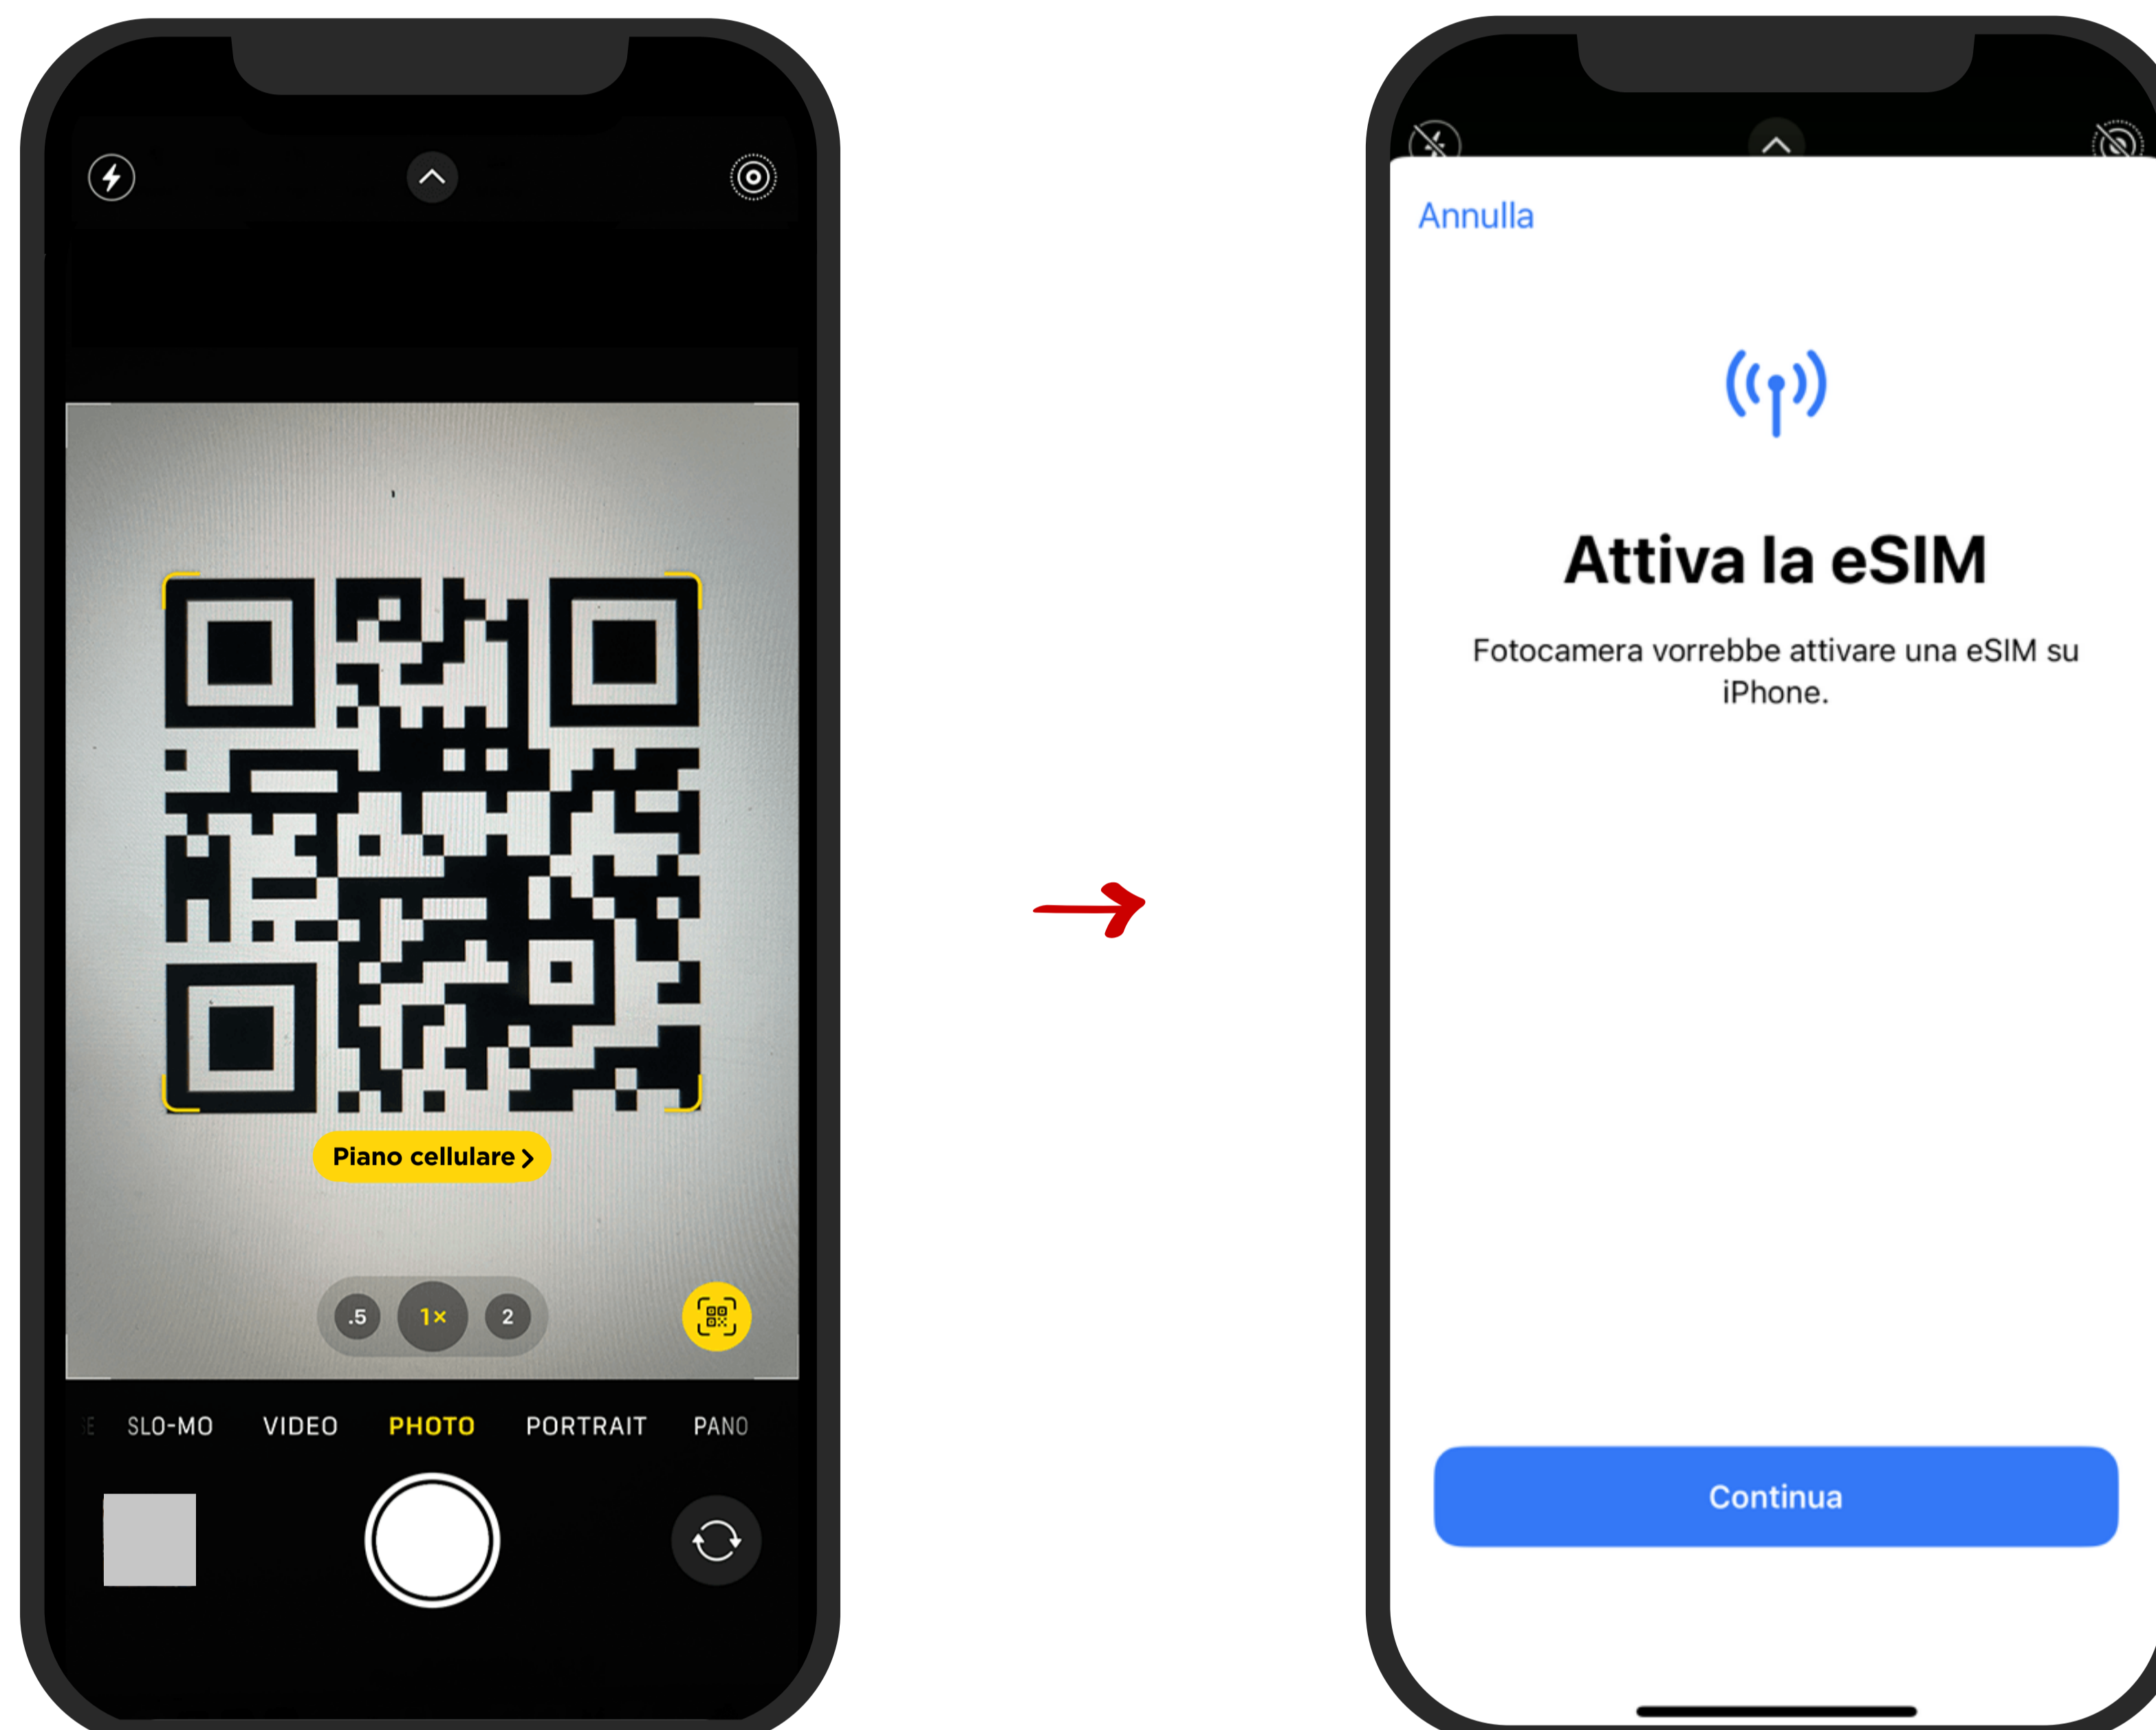 Piano cellulare
.5 1× 2
SLO-MO VIDEO PHOTO PORTRAIT PANO
Annulla
Attiva la eSIM
Fotocamera vorrebbe attivare una eSIM su
iPhone.
Continua